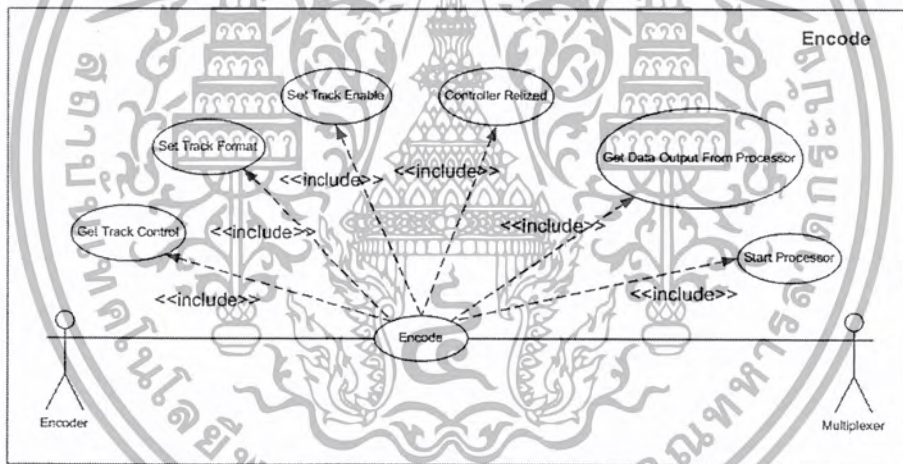 Encode
Set Track Enable
Controller Relized
Set Track Format
Get Data Output From Processor
<<include>>
<<include>>
Get Track Control
<<include>>
<<include>>
Start Processor
<<include>>
<<include>>
Encode
Encoder
Multiplexer